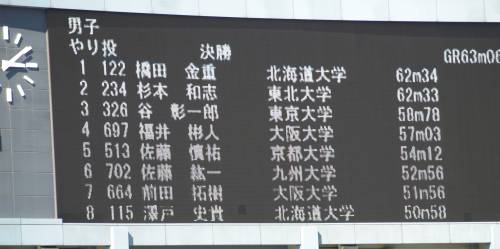 男子
やり投 決勝 GR63m06
1 122 橋田 金重 北海道大学 62m34
2 234 杉本 和志 東北大学 62m33
3 326 谷 彰一郎 東京大学 58m78
4 697 福井 彬人 大阪大学 57m03
5 513 佐藤 慎祐 京都大学 54m12
6 702 佐藤 紘一 九州大学 52m56
7 664 前田 拓樹 大阪大学 51m56
8 115 澤戸 史貴 北海道大学 50m58